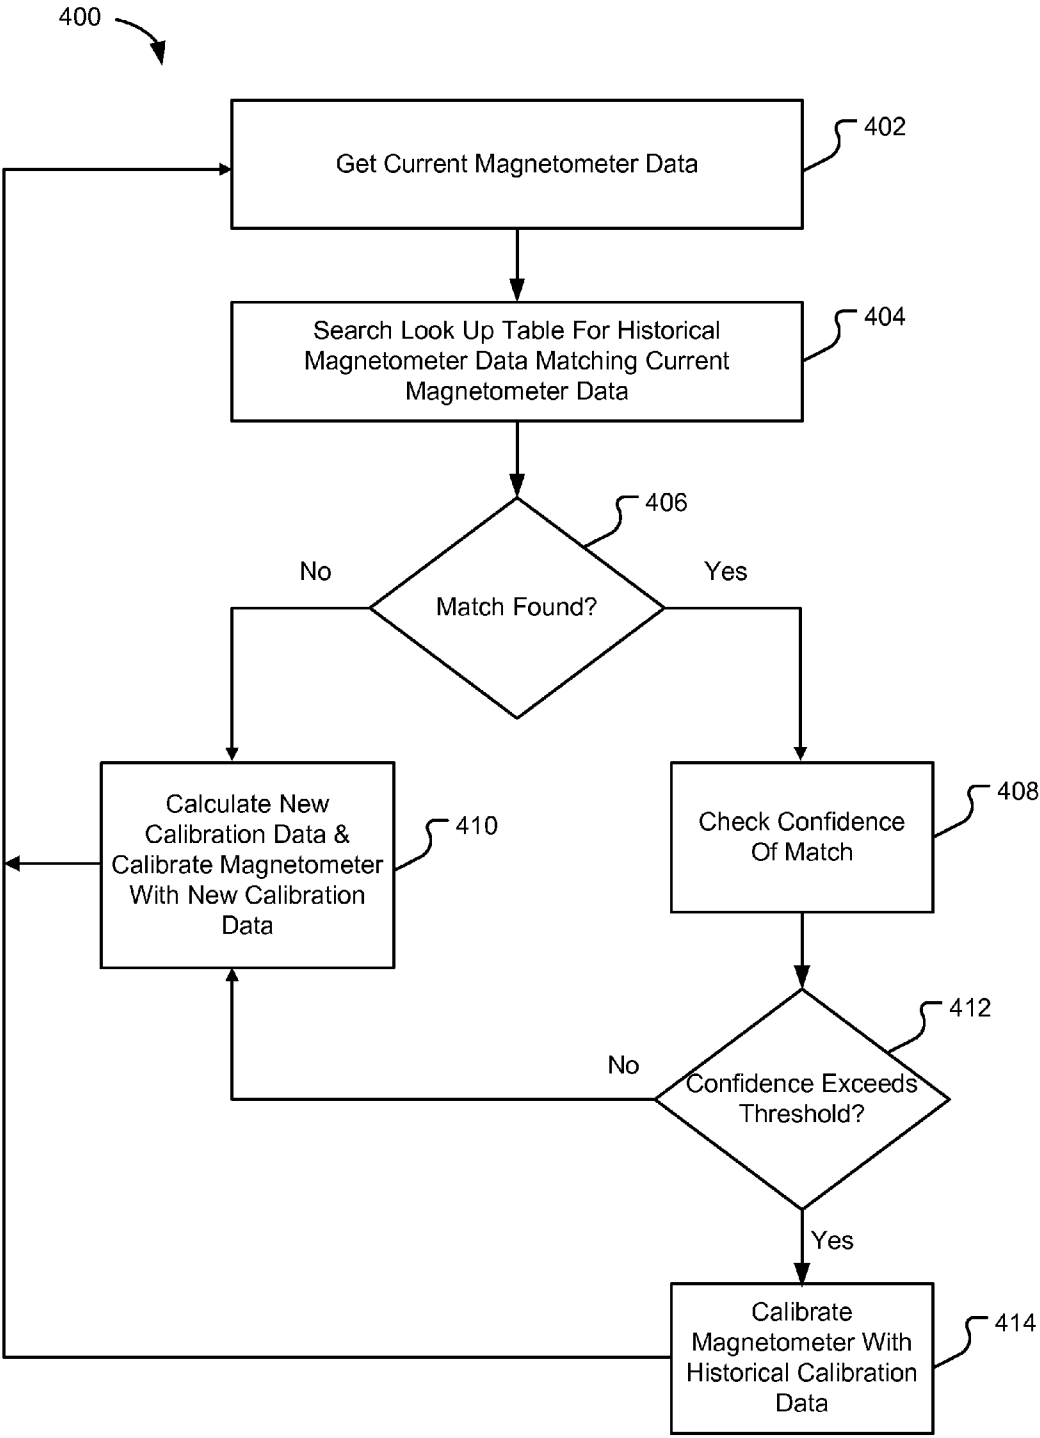 400
Get Current Magnetometer Data
402
Search Look Up Table For Historical
Magnetometer Data Matching Current
Magnetometer Data
404
Match Found?
406
No
Yes
Calculate New
Calibration Data &
Calibrate Magnetometer
With New Calibration
Data
410
Check Confidence
Of Match
408
Confidence Exceeds
Threshold?
412
No
Yes
Calibrate
Magnetometer With
Historical Calibration
Data
414